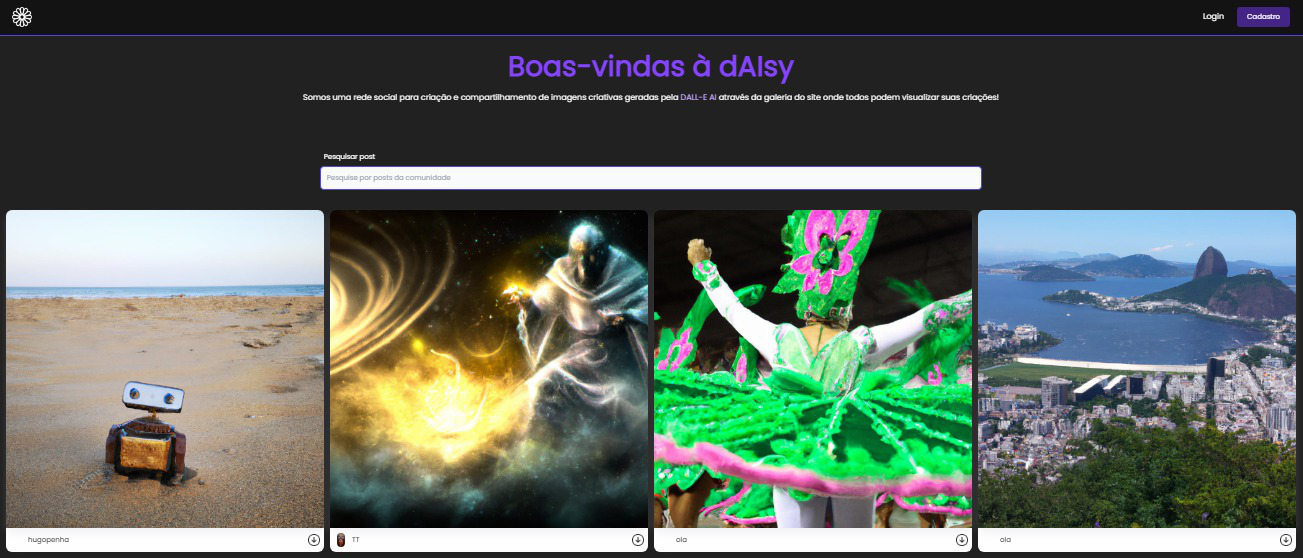 Login
Cadastro
Boas-vindas à dAIsy
Somos uma rede social para criação e compartilhamento de imagens criativas geradas pela DALL-E AI através da galeria do site onde todos podem visualizar suas criações!
Pesquisar post
Pesquise por posts da comunidade
hugopenha
TT
ola
ola